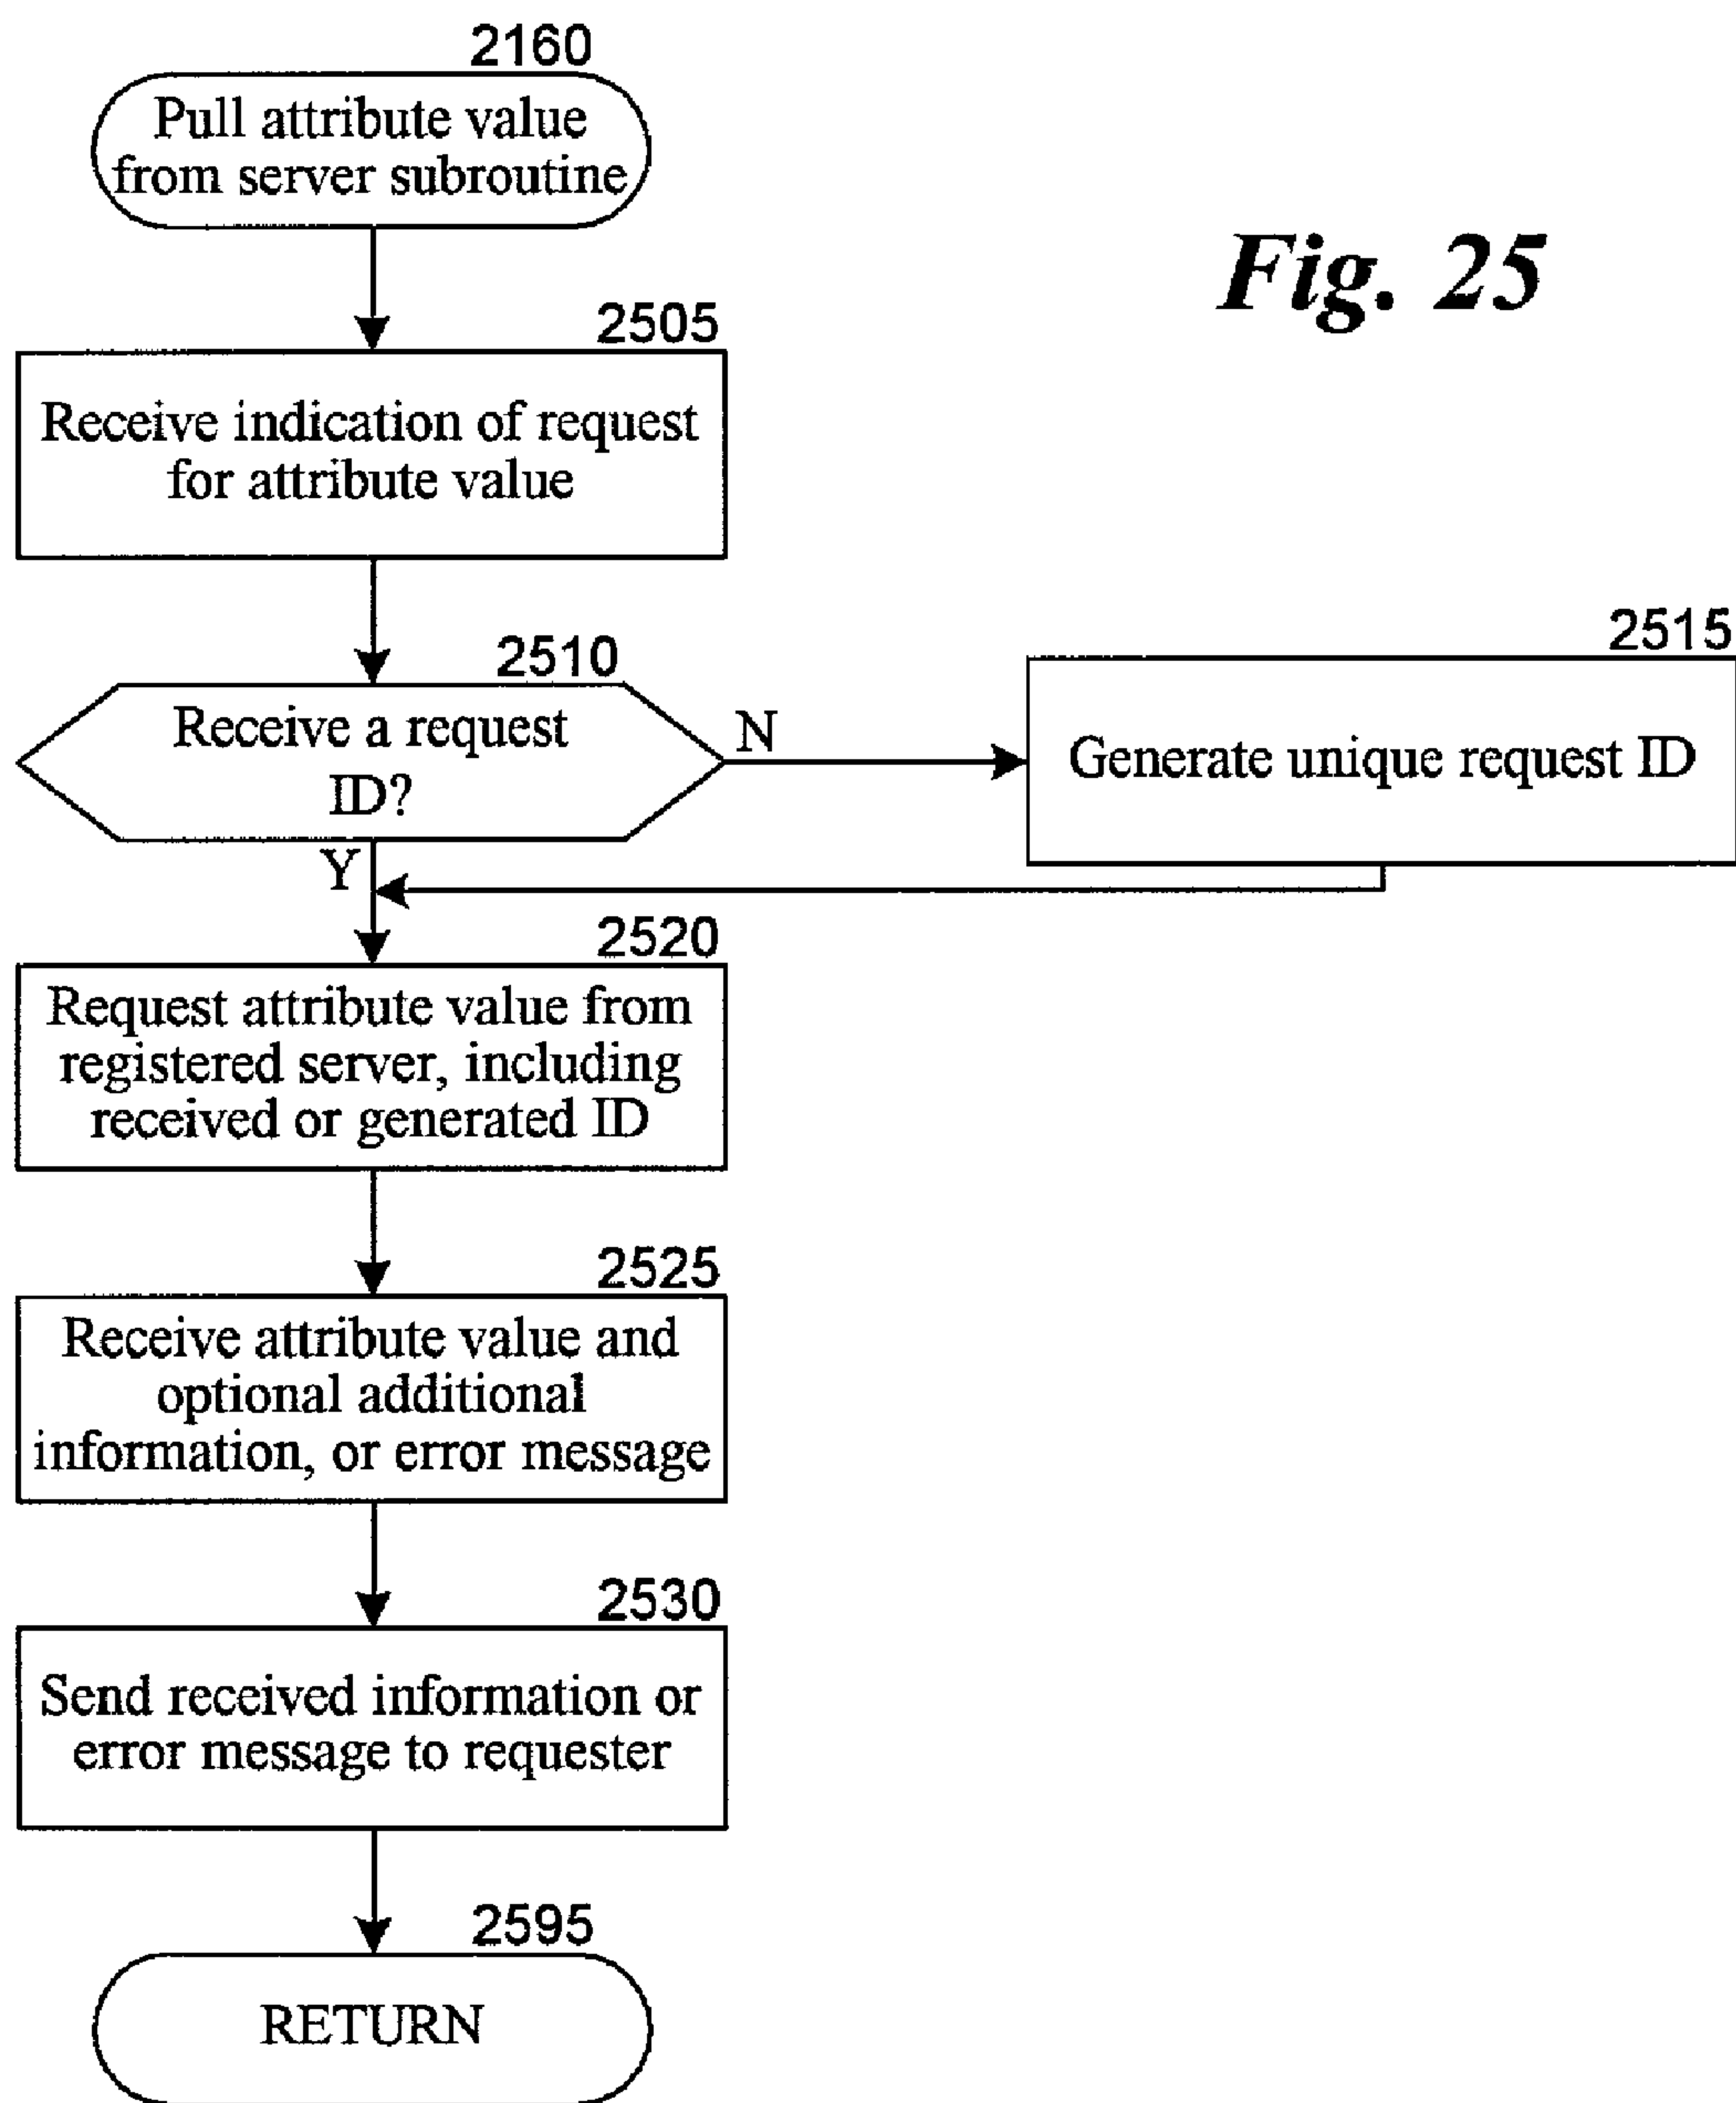 2160
Pull attribute value
from server subroutine
Fig. 25
2505
Receive indication of request
for attribute value
2510
Receive a request
ID?
N
2515
Generate unique request ID
Y
2520
Request attribute value from
registered server, including
received or generated ID
2525
Receive attribute value and
optional additional
information, or error message
2530
Send received information or
error message to requester
2595
RETURN